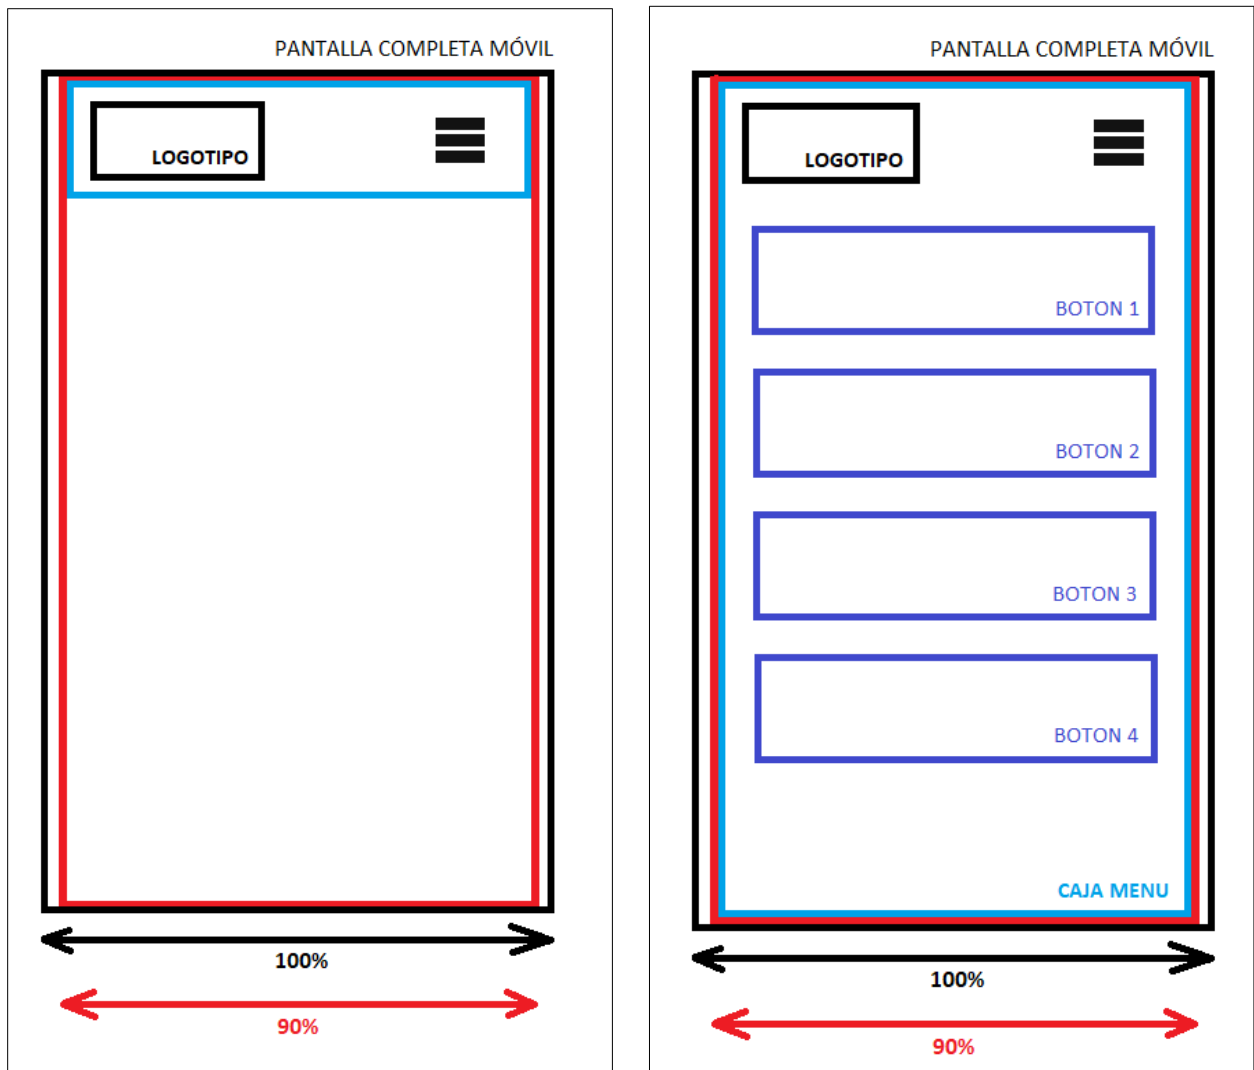 PANTALLA COMPLETA MÓVIL
LOGOTIPO
100%
90%
PANTALLA COMPLETA MÓVIL
LOGOTIPO
BOTON 1
BOTON 2
BOTON 3
BOTON 4
CAJA MENU
100%
90%